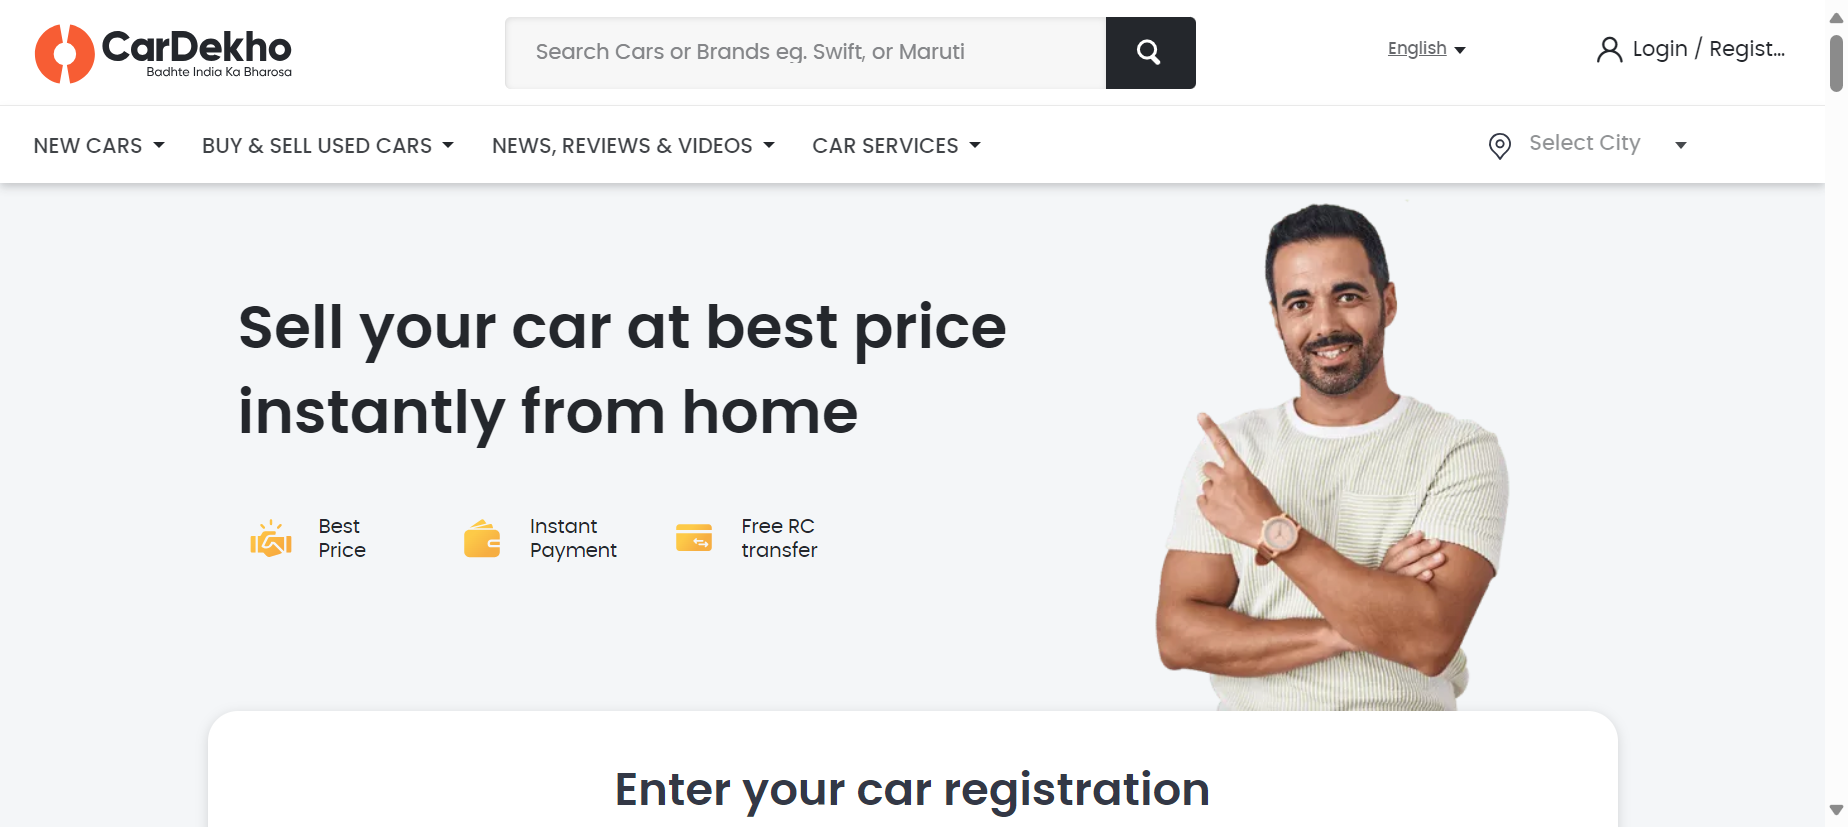 CarDekho
Badhte India Ka Bharosa
Search Cars or Brands eg. Swift, or Maruti
English
Login / Regist...
NEW CARS
BUY & SELL USED CARS
NEWS, REVIEWS & VIDEOS
CAR SERVICES
Select City
Sell your car at best price
instantly from home
Best
Price
Instant
Payment
Free RC
transfer
Enter your car registration